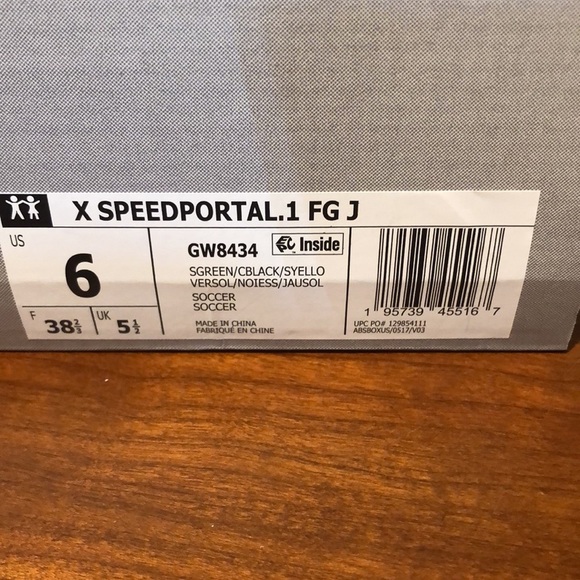 X SPEEDPORTAL.1 FG J
US
6
F
38⅔
UK
5½
GW8434
Inside
SGREEN/CBLACK/SYELLO
VERSOL/NOIESS/JAUSOL
SOCCER
SOCCER
MADE IN CHINA
FABRIQUÉ EN CHINE
1 95739 45516 7
UPC PO# 129854111
ABSBOXUS/0517/V03